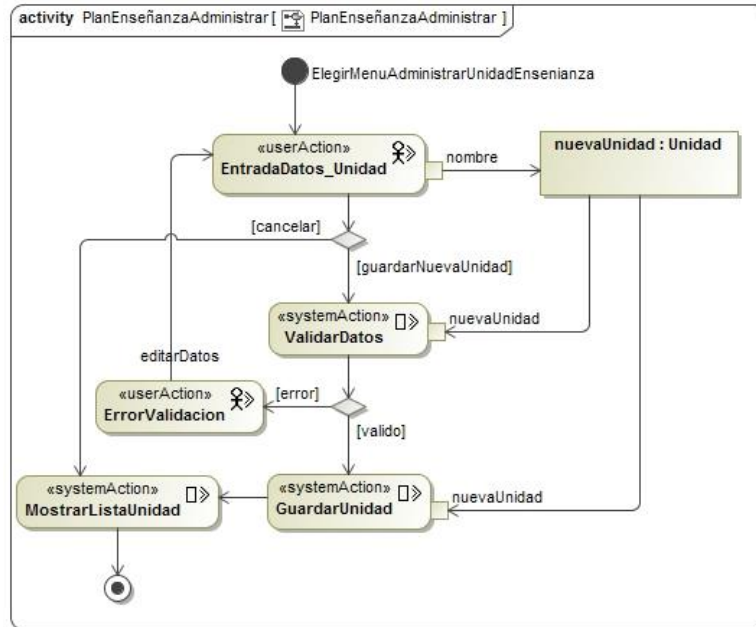 activity PlanEnseñanzaAdministrar [ PlanEnseñanzaAdministrar ]
ElegirMenuAdministrarUnidadEnsenianza
«userAction»
EntradaDatos_Unidad
nombre
nuevaUnidad : Unidad
[cancelar]
[guardarNuevaUnidad]
«systemAction»
ValidarDatos
nuevaUnidad
editarDatos
«userAction»
ErrorValidacion
[error]
[valido]
«systemAction»
MostrarListaUnidad
«systemAction»
GuardarUnidad
nuevaUnidad